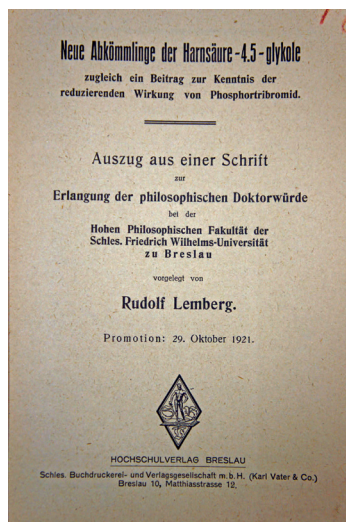 Neue Abkömmlinge der Harnsäure-4.5-glykole
zugleich ein Beitrag zur Kenntnis der
reduzierenden Wirkung von Phosphortribromid.
Auszug aus einer Schrift
zur
Erlangung der philosophischen Doktorwürde
bei der
Hohen Philosophischen Fakultät der
Schles. Friedrich Wilhelms-Universität
zu Breslau
vorgelegt von
Rudolf Lemberg.
Promotion: 29. Oktober 1921.
HOCHSCHULVERLAG BRESLAU
Schles. Buchdruckerei- und Verlagsgesellschaft m. b. H. (Karl Vater & Co.)
Breslau 10, Matthiasstrasse 12.